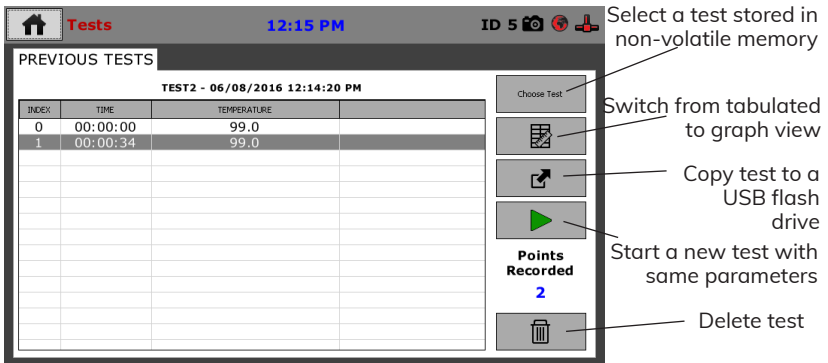 Tests
12:15 PM
ID 5
PREVIOUS TESTS
TEST2 - 06/08/2016 12:14:20 PM
INDEX TIME TEMPERATURE
0 00:00:00 99.0
1 00:00:34 99.0
Choose Test
Points
Recorded
2
Select a test stored in
non-volatile memory
Switch from tabulated
to graph view
Copy test to a
USB flash
drive
Start a new test with
same parameters
Delete test